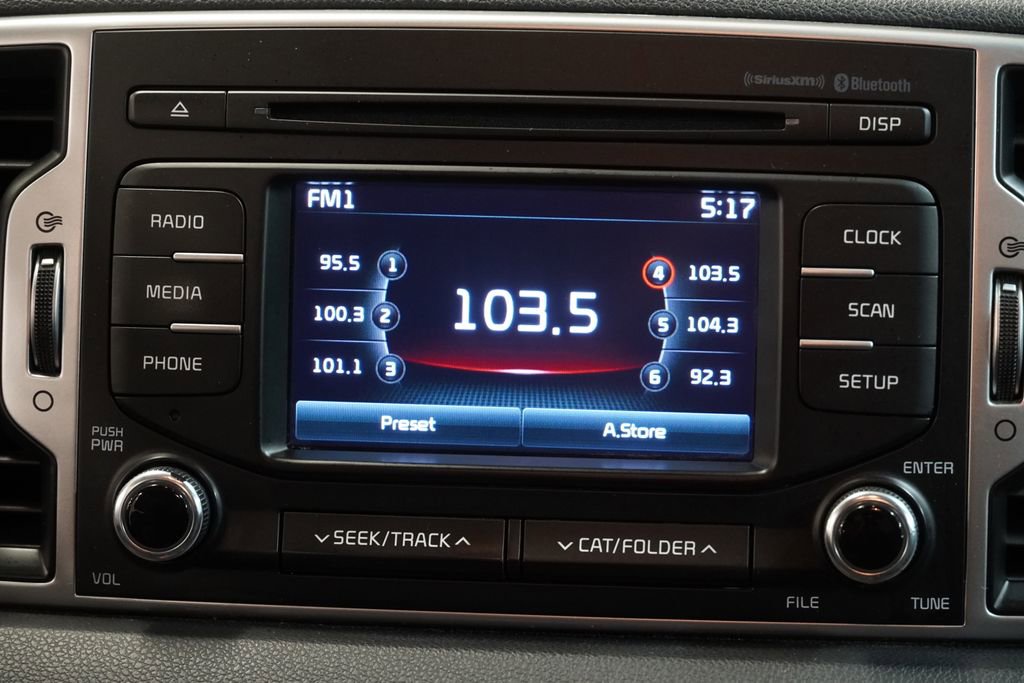 SiriusXM Bluetooth
DISP
RADIO
MEDIA
PHONE
FM1 5:17
95.5 1
100.3 2
101.1 3
103.5
4 103.5
5 104.3
6 92.3
Preset A.Store
CLOCK
SCAN
SETUP
PUSH
PWR
VOL
SEEK/TRACK
CAT/FOLDER
ENTER
FILE TUNE